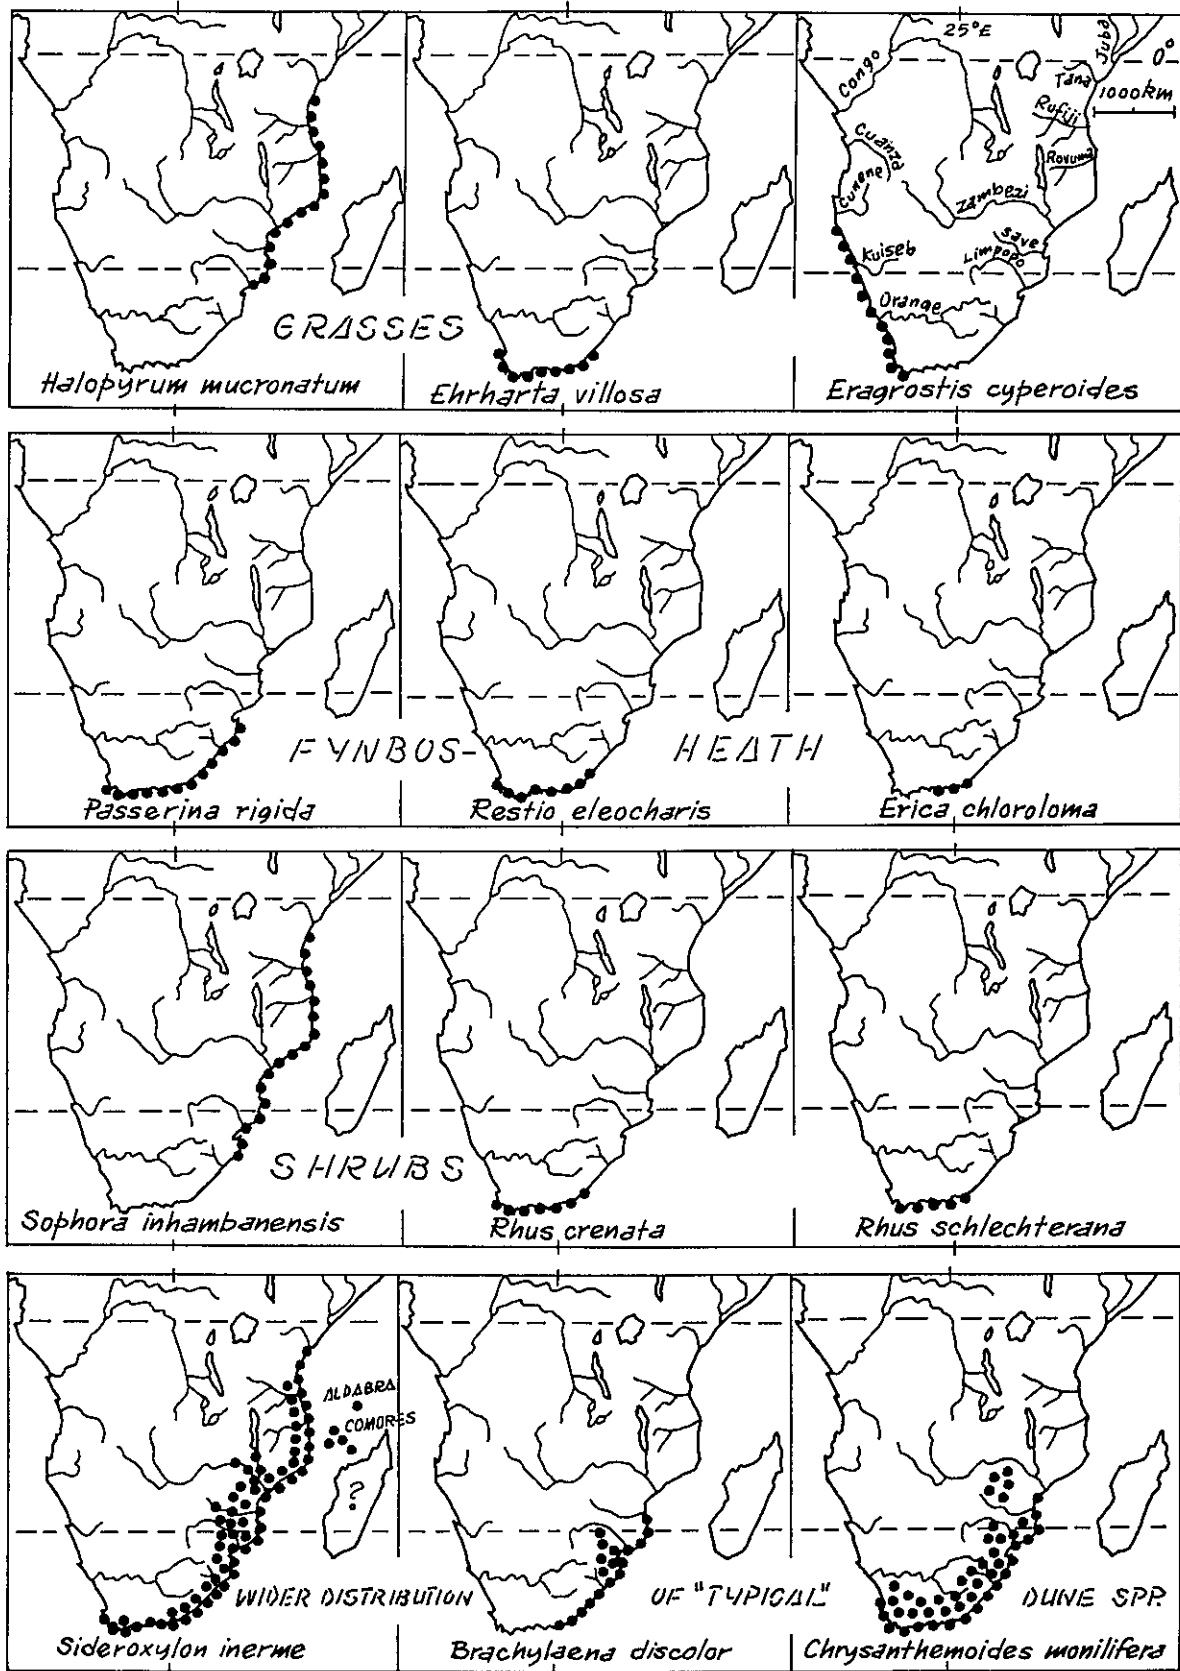 25°E
Juba
0°
Congo
Tana
1000km
Rufiji
Cuanza
Rovuma
Cunene
Zambezi
Save
Kuiseb
Limpopo
Orange
GRASSES
Halopyrum mucronatum
Ehrharta villosa
Eragrostis cyperoides
FYNBOS-HEATH
Passerina rigida
Restio eleocharis
Erica chloroloma
SHRUBS
Sophora inhambanensis
Rhus crenata
Rhus schlechterana
ALDABRA
COMORES
?
WIDER DISTRIBUTION OF "TYPICAL" DUNE SPP.
Sideroxylon inerme
Brachylaena discolor
Chrysanthemoides monilifera